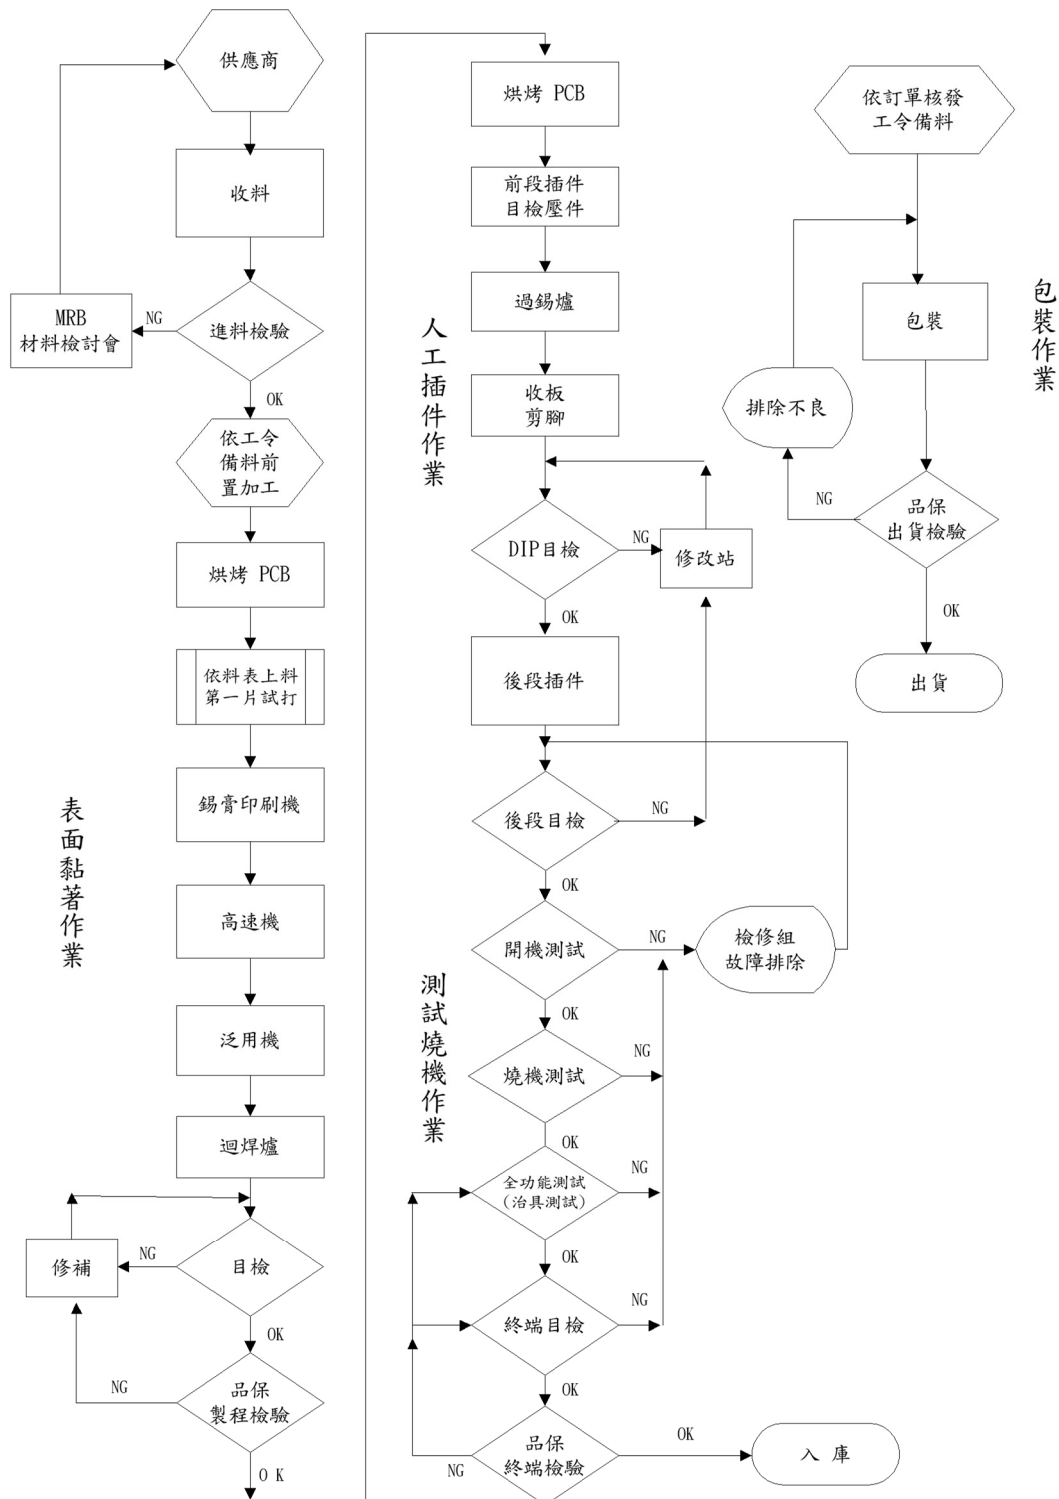 供應商
收料
進料檢驗
NG
MRB
材料檢討會
OK
依工令
備料前
置加工
烘烤 PCB
依料表上料
第一片試打
錫膏印刷機
高速機
泛用機
迴焊爐
目檢
NG
修補
OK
品保
製程檢驗
NG
O K
表面黏著作業
烘烤 PCB
前段插件
目檢壓件
過錫爐
收板
剪腳
DIP目檢
NG
修改站
OK
後段插件
後段目檢
NG
OK
開機測試
NG
檢修組
故障排除
OK
燒機測試
NG
OK
全功能測試
(治具測試)
NG
OK
終端目檢
NG
OK
品保
終端檢驗
NG
OK
入 庫
人工插件作業
測試燒機作業
依訂單核發
工令備料
包裝
排除不良
品保
出貨檢驗
NG
OK
出貨
包裝作業